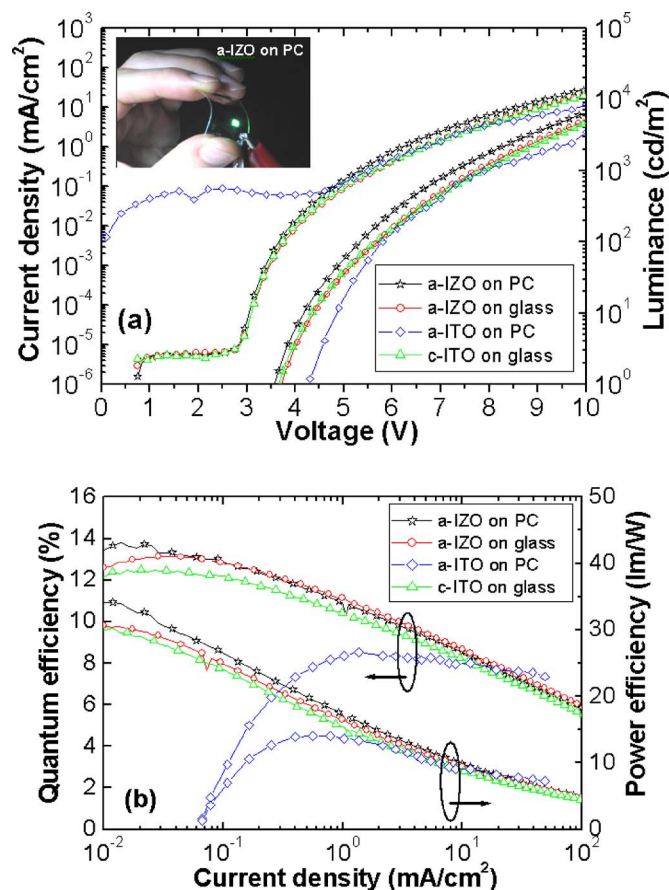 a-IZO on PC
10³
10²
10¹
10⁰
10⁻¹
10⁻²
10⁻³
10⁻⁴
10⁻⁵
10⁻⁶
Current density (mA/cm²)
10⁵
10⁴
10³
10²
10¹
10⁰
Luminance (cd/m²)
(a)
a-IZO on PC
a-IZO on glass
a-ITO on PC
c-ITO on glass
0 1 2 3 4 5 6 7 8 9 10
Voltage (V)
16
14
12
10
8
6
4
2
0
Quantum efficiency (%)
50
40
30
20
10
0
Power efficiency (lm/W)
a-IZO on PC
a-IZO on glass
a-ITO on PC
c-ITO on glass
(b)
10⁻² 10⁻¹ 10⁰ 10¹ 10²
Current density (mA/cm²)